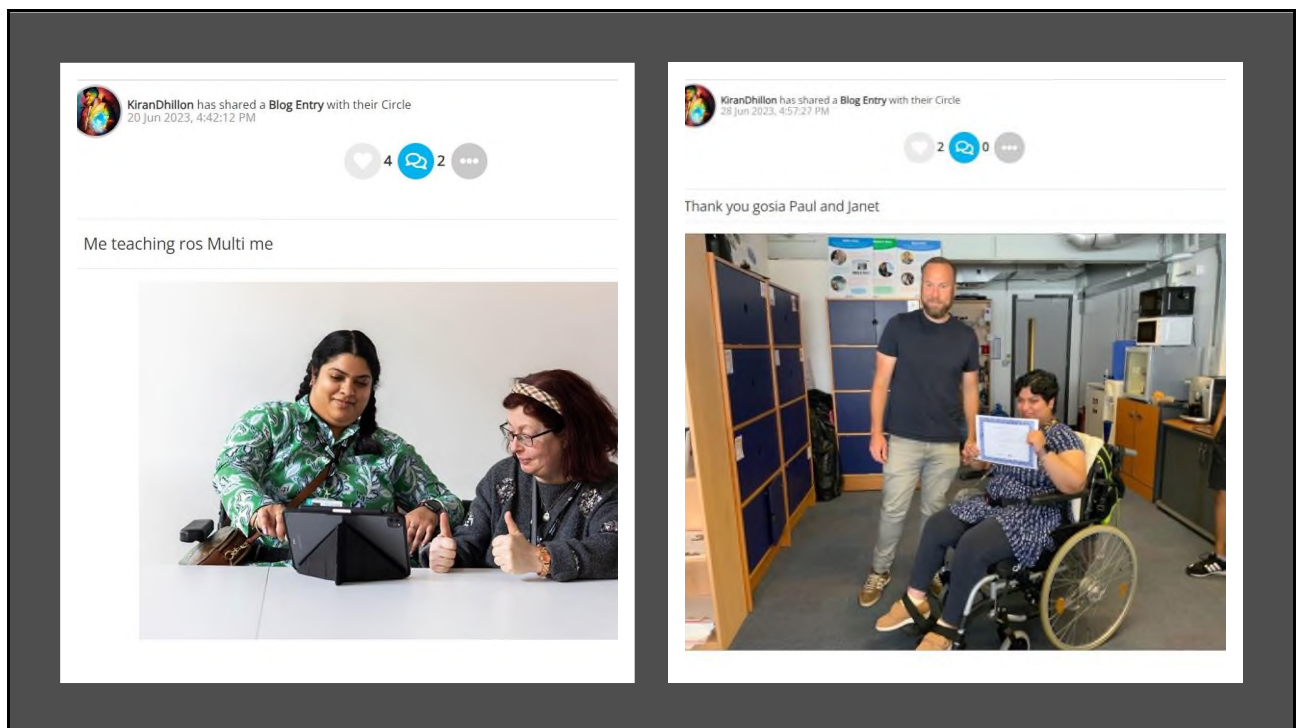 KiranDhillon has shared a Blog Entry with their Circle
20 Jun 2023, 4:42:12 PM
4 2
Me teaching ros Multi me
KiranDhillon has shared a Blog Entry with their Circle
28 Jun 2023, 4:57:27 PM
2 0
Thank you gosia Paul and Janet